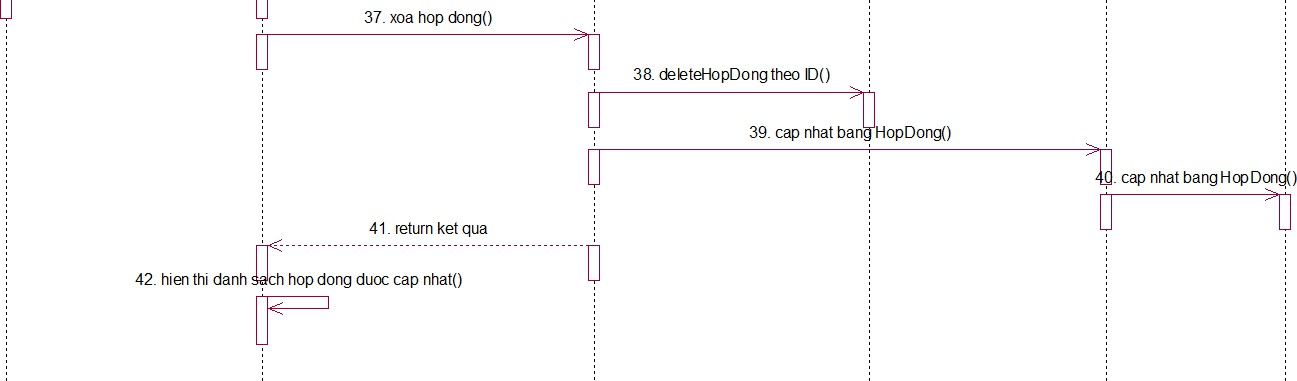 37. xoa hop dong()
38. deleteHopDong theo ID()
39. cap nhat bang HopDong()
40. cap nhat bang HopDong()
41. return ket qua
42. hien thi danh sach hop dong duoc cap nhat()